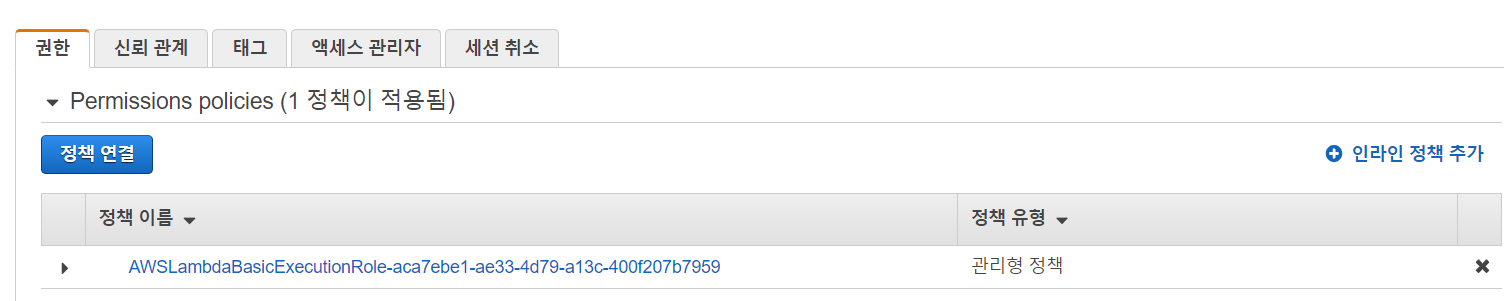 권한 신뢰 관계 태그 액세스 관리자 세션 취소
Permissions policies (1 정책이 적용됨)
정책 연결 인라인 정책 추가
정책 이름 정책 유형
AWSLambdaBasicExecutionRole-aca7ebe1-ae33-4d79-a13c-400f207b7959 관리형 정책